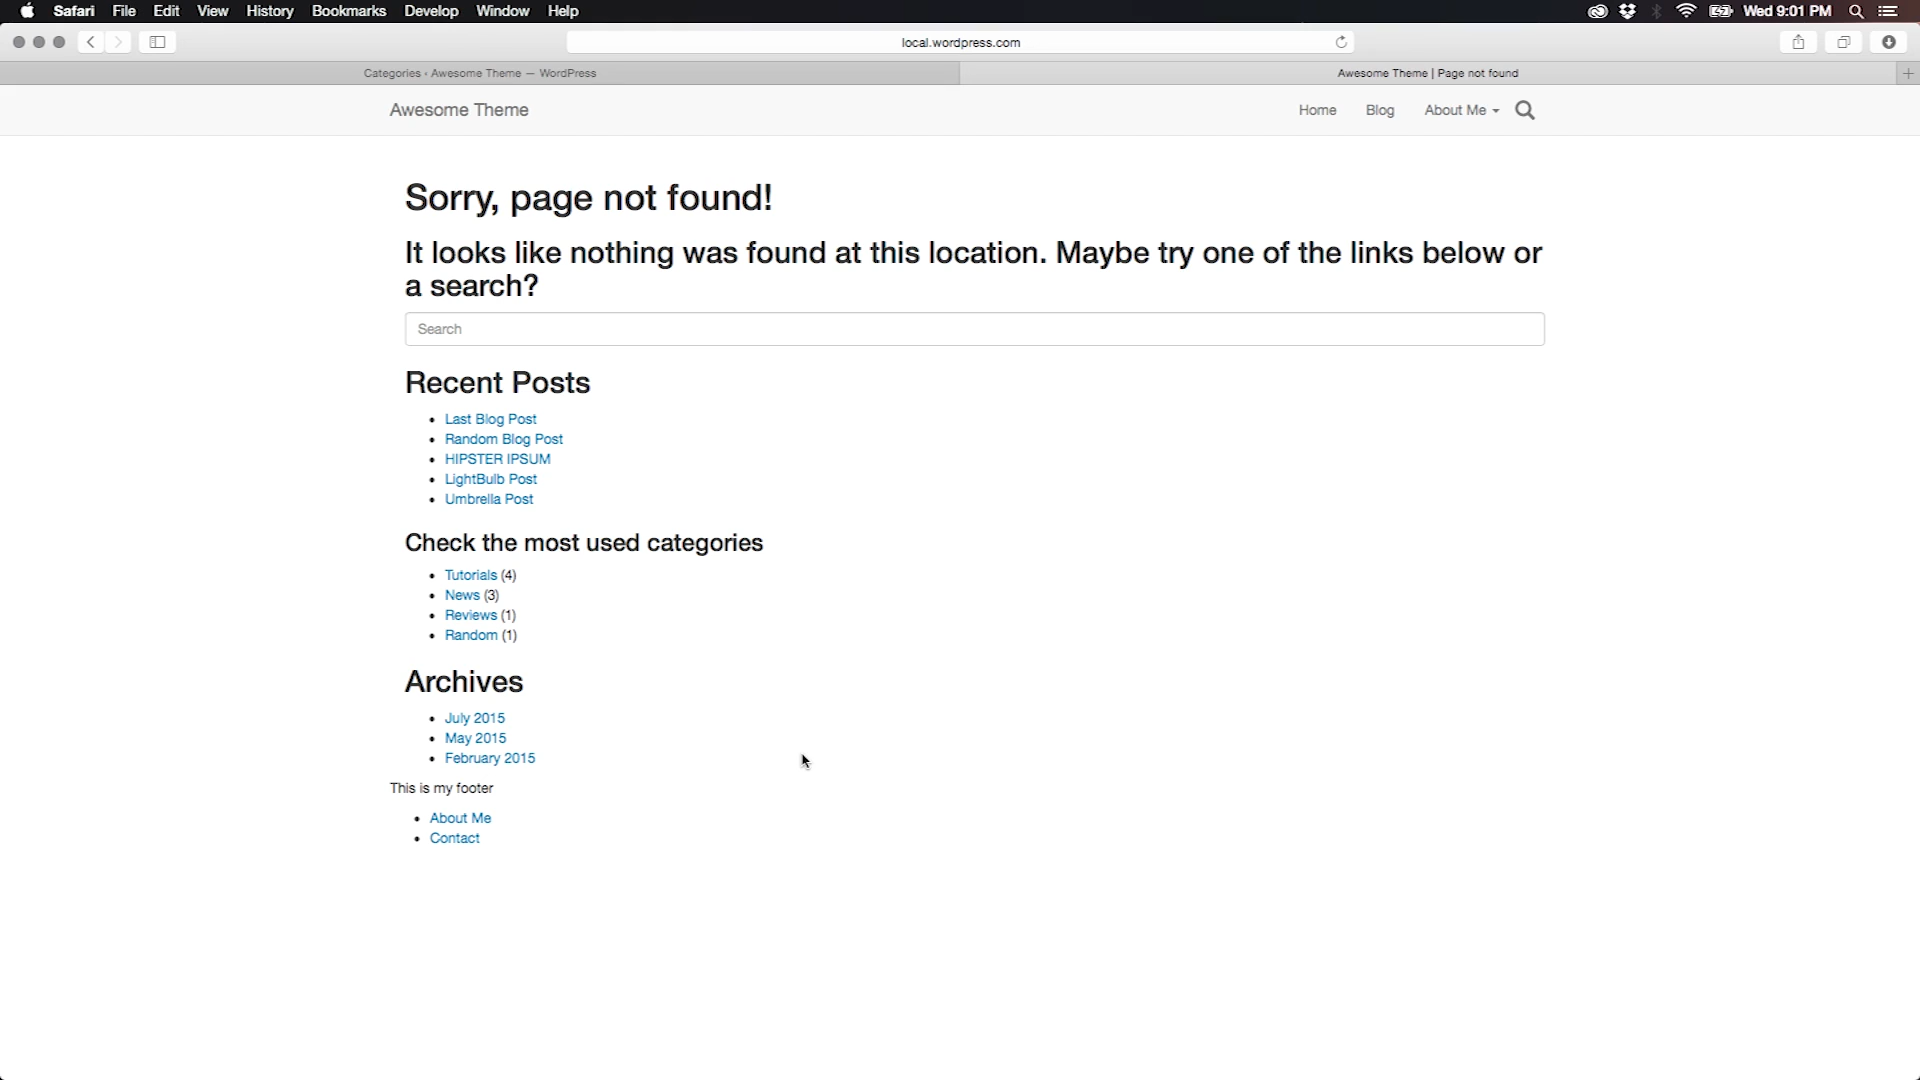 Safari File Edit View History Bookmarks Develop Window Help Wed 9:01 PM
local.wordpress.com
Categories ‹ Awesome Theme — WordPress
Awesome Theme | Page not found
Awesome Theme
Home Blog About Me
Sorry, page not found!
It looks like nothing was found at this location. Maybe try one of the links below or
a search?
Search
Recent Posts
Last Blog Post
Random Blog Post
HIPSTER IPSUM
LightBulb Post
Umbrella Post
Check the most used categories
Tutorials (4)
News (3)
Reviews (1)
Random (1)
Archives
July 2015
May 2015
February 2015
This is my footer
About Me
Contact